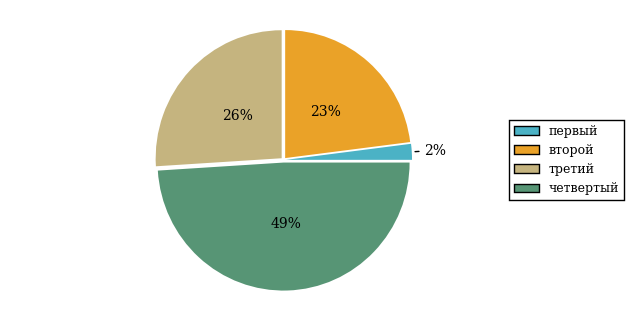 26%
23%
2%
49%
первый
второй
третий
четвертый